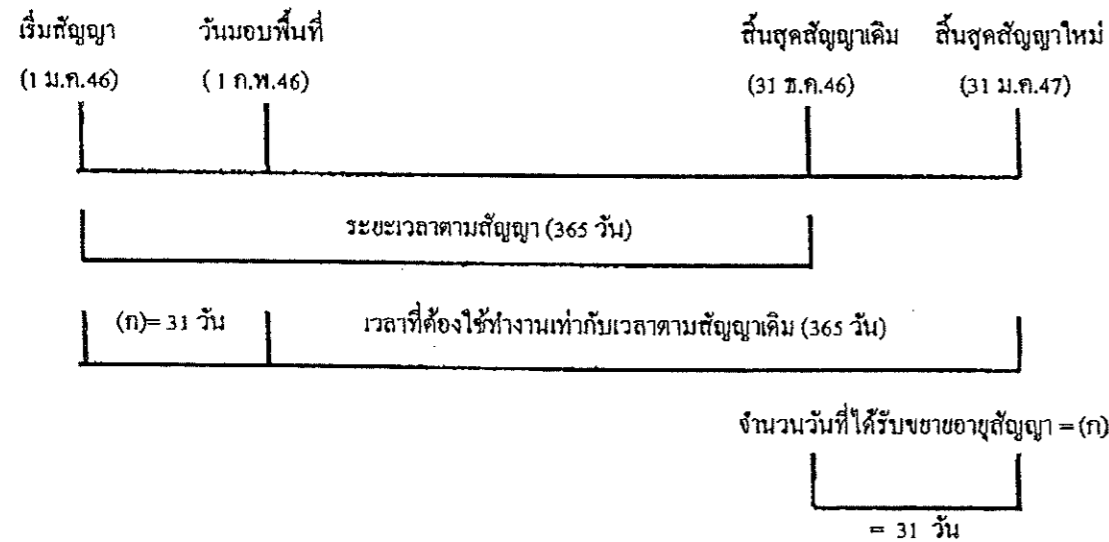 เริ่มสัญญา วันมอบพื้นที่ สิ้นสุดสัญญาเดิม สิ้นสุดสัญญาใหม่
(1 ม.ค.46) ( 1 ก.พ.46) (31 ธ.ค.46) (31 ม.ค.47)
ระยะเวลาตามสัญญา (365 วัน)
(ก)= 31 วัน เวลาที่ต้องใช้ทำงานเท่ากับเวลาตามสัญญาเดิม (365 วัน)
จำนวนวันที่ได้รับขยายอายุสัญญา = (ก)
= 31 วัน